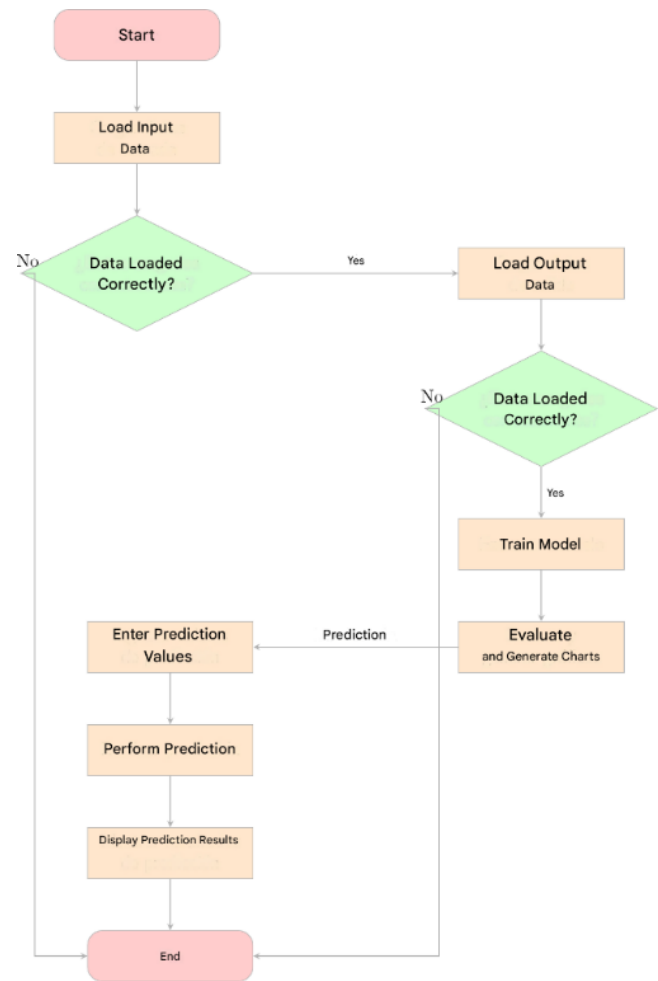 Start
Load Input
Data
No
Data Loaded
Correctly?
Yes
Load Output
Data
No
Data Loaded
Correctly?
Yes
Train Model
Evaluate
and Generate Charts
Prediction
Enter Prediction
Values
Perform Prediction
Display Prediction Results
End